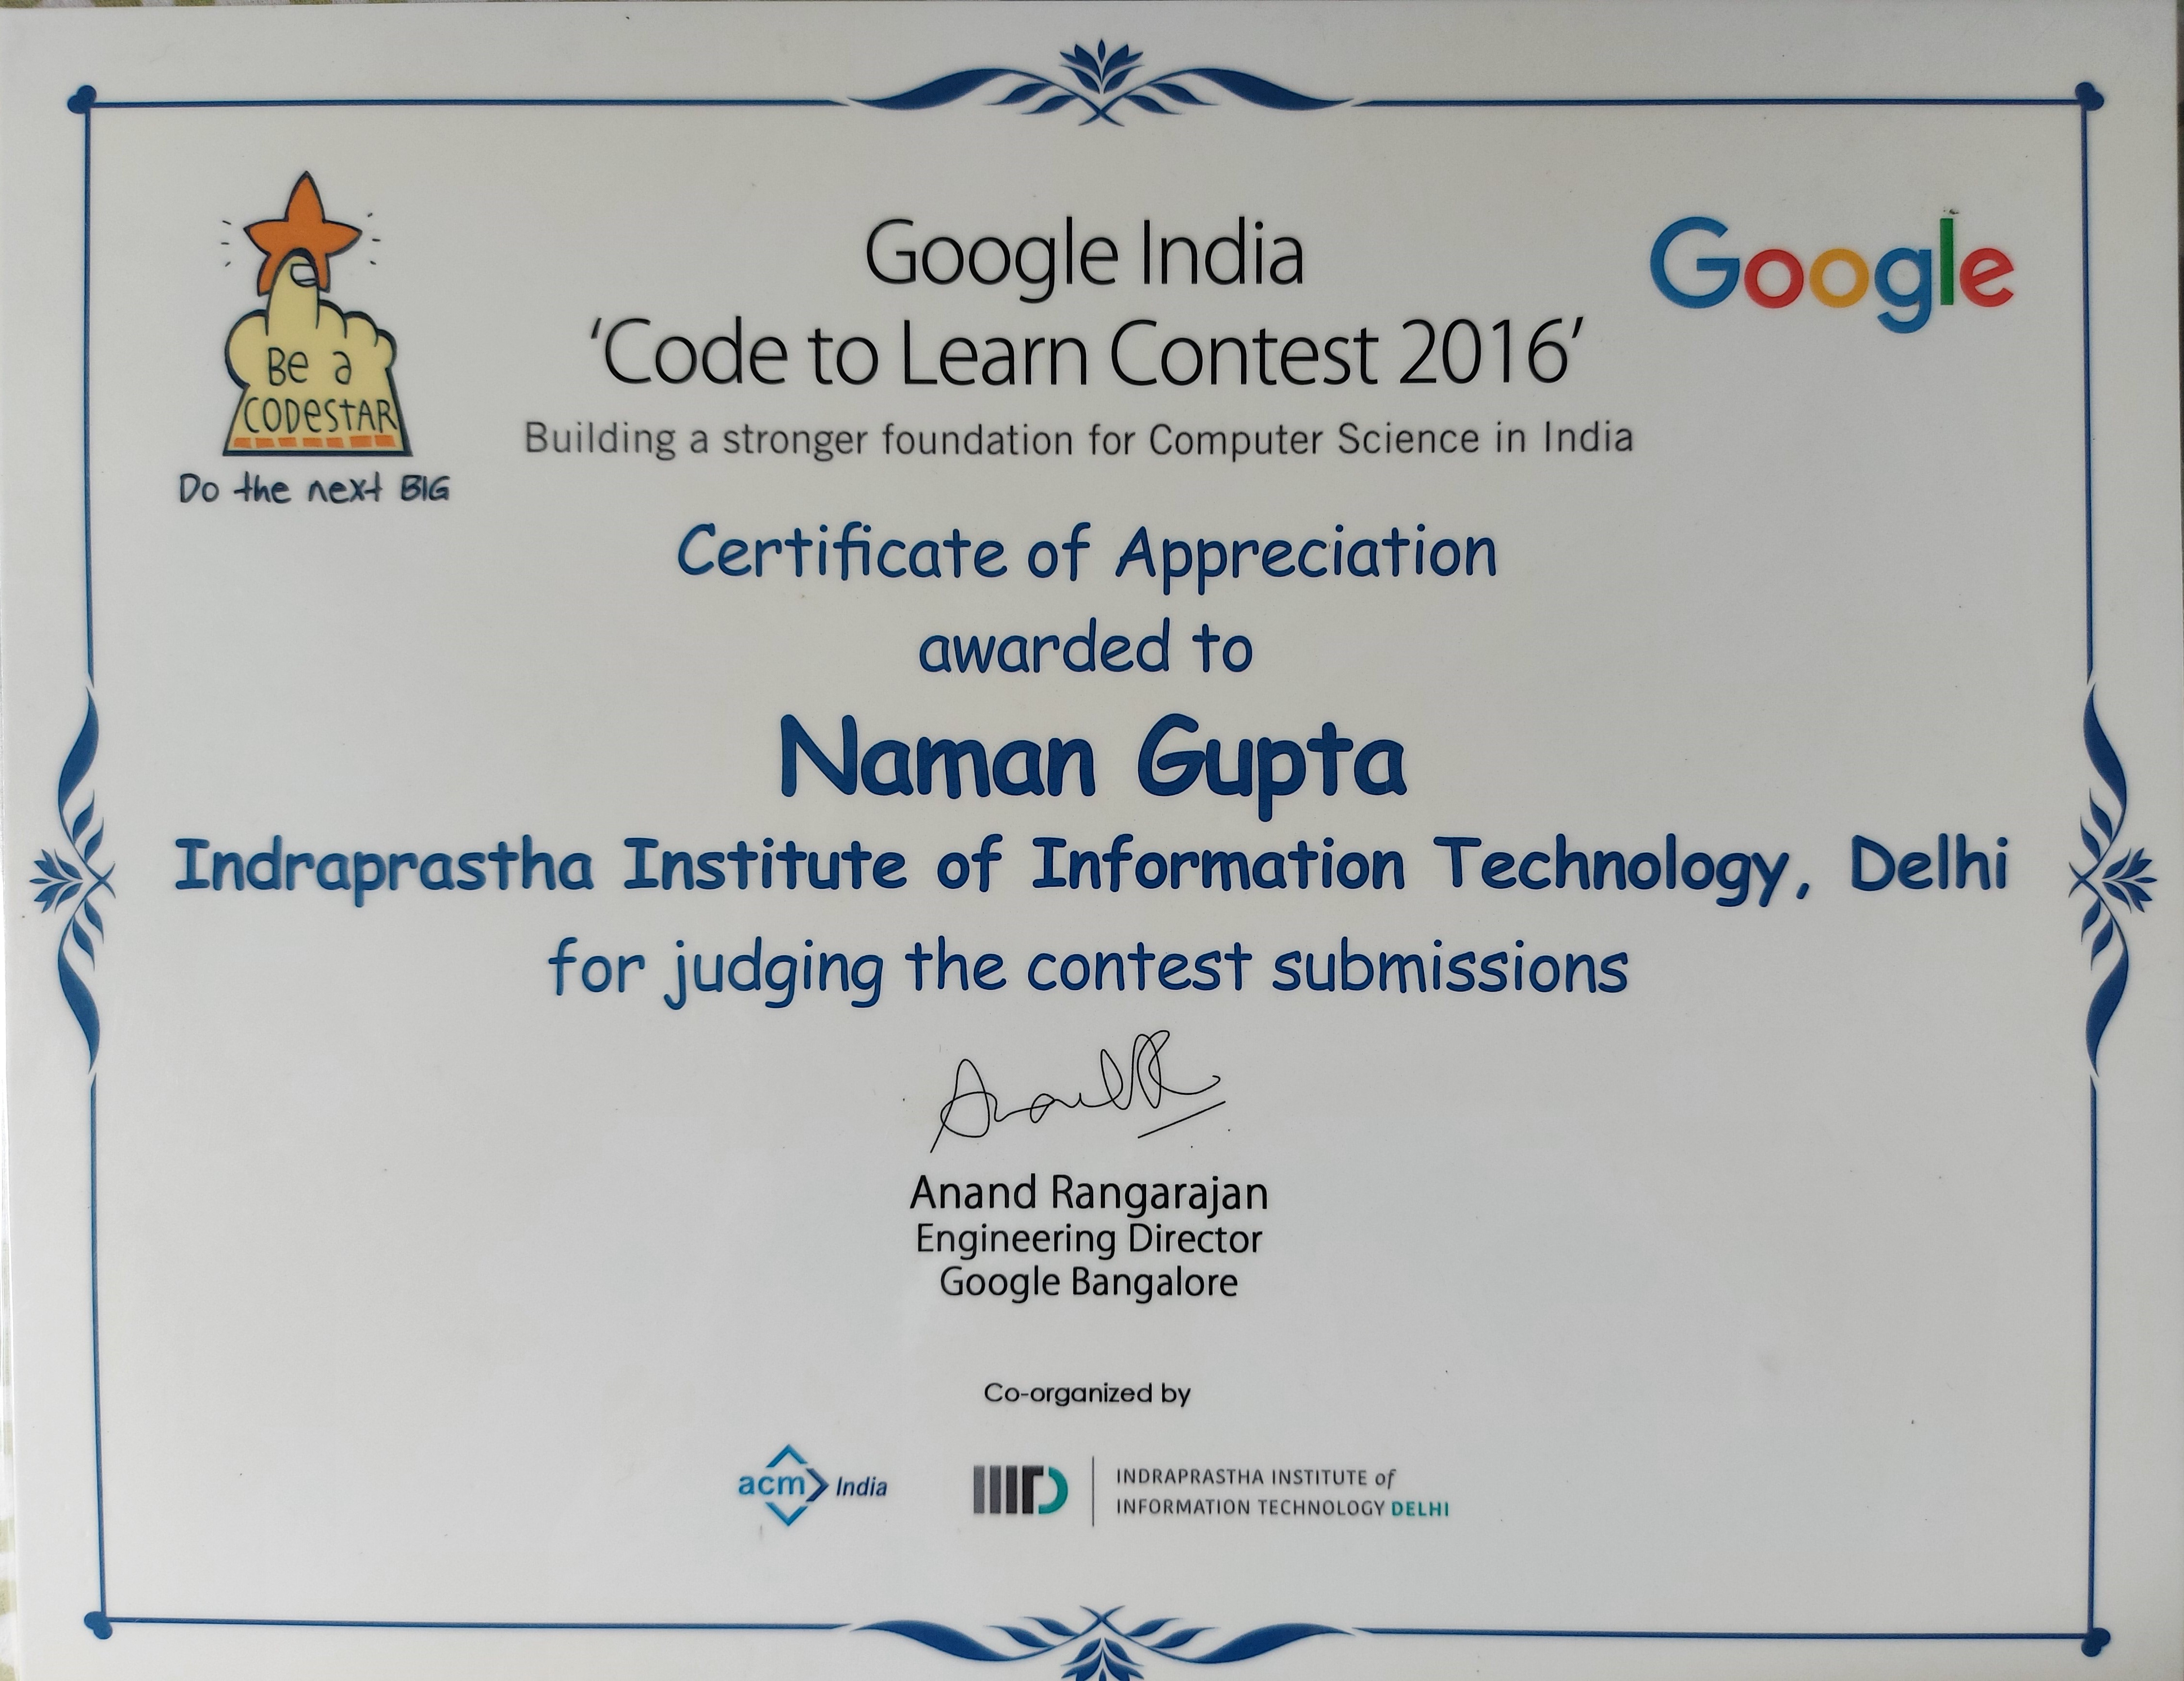 Be a
CODESTAR
Do the next BIG
Google India
'Code to Learn Contest 2016'
Building a stronger foundation for Computer Science in India
Google
Certificate of Appreciation
awarded to
Naman Gupta
Indraprastha Institute of Information Technology, Delhi
for judging the contest submissions
Anand Rangarajan
Engineering Director
Google Bangalore
Co-organized by
acm India
IIITD
INDRAPRASTHA INSTITUTE of
INFORMATION TECHNOLOGY DELHI